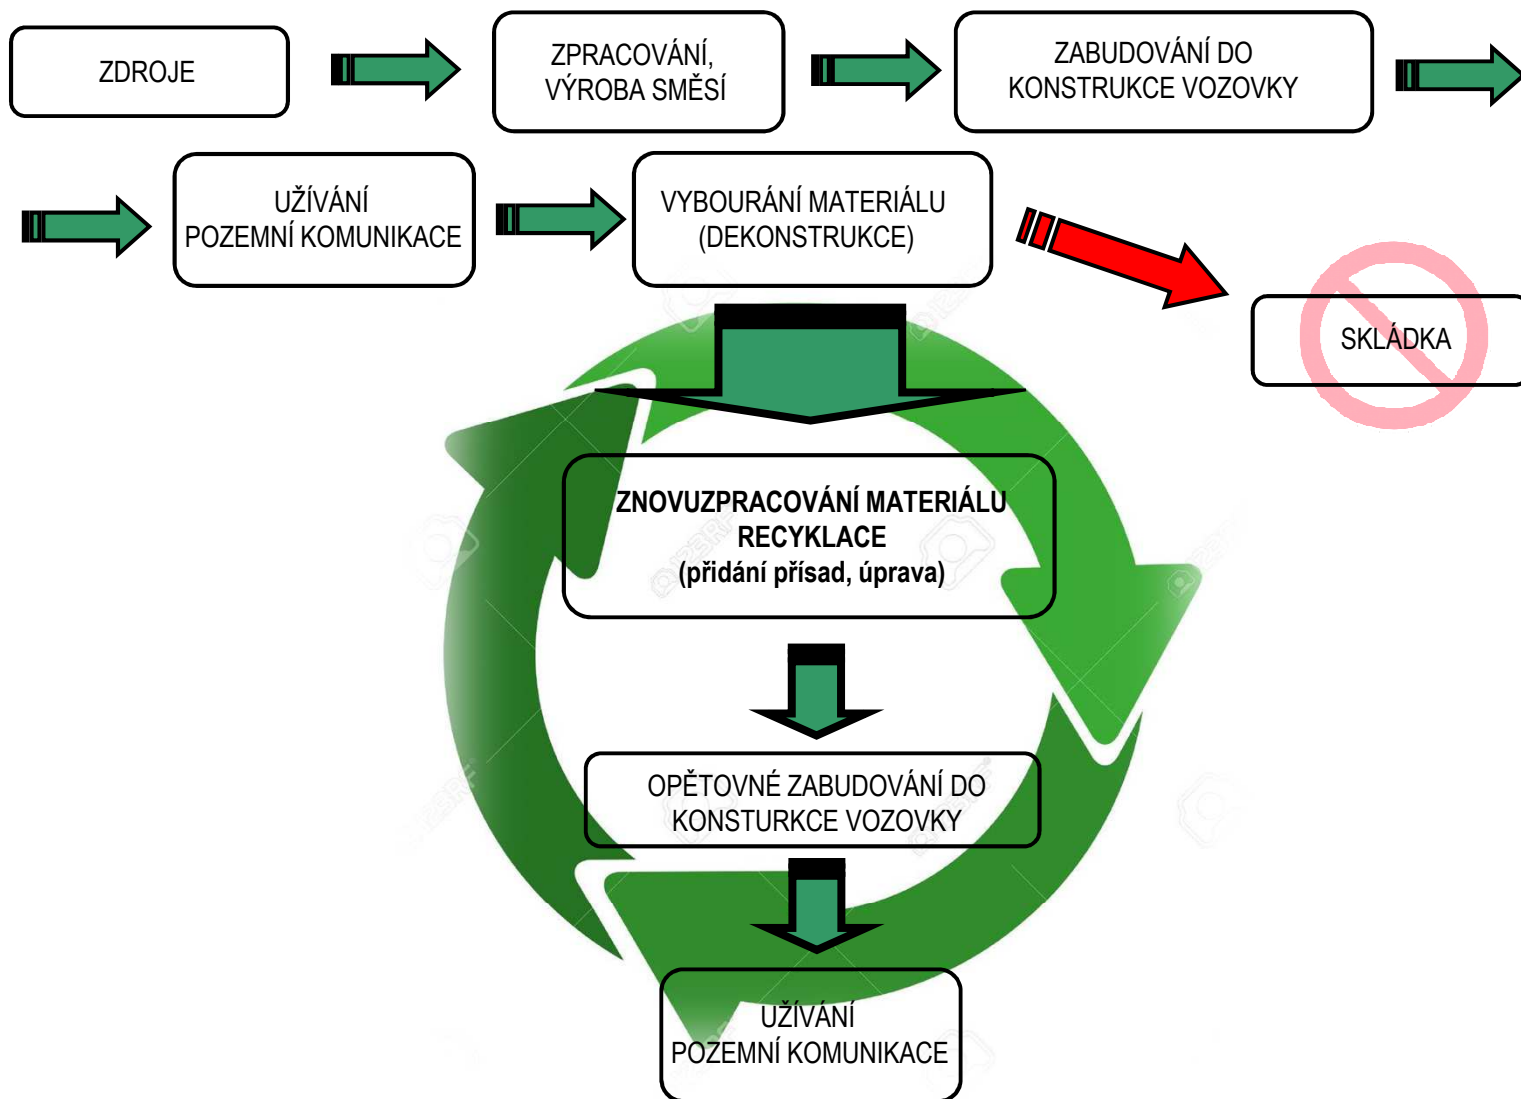 ZDROJE
ZPRACOVÁNÍ,
VÝROBA SMĚSÍ
ZABUDOVÁNÍ DO
KONSTRUKCE VOZOVKY
UŽÍVÁNÍ
POZEMNÍ KOMUNIKACE
VYBOURÁNÍ MATERIÁLU
(DEKONSTRUKCE)
SKLÁDKA
ZNOVUZPRACOVÁNÍ MATERIÁLU
RECYKLACE
(přidání přísad, úprava)
OPĚTOVNÉ ZABUDOVÁNÍ DO
KONSTURKCE VOZOVKY
UŽÍVÁNÍ
POZEMNÍ KOMUNIKACE